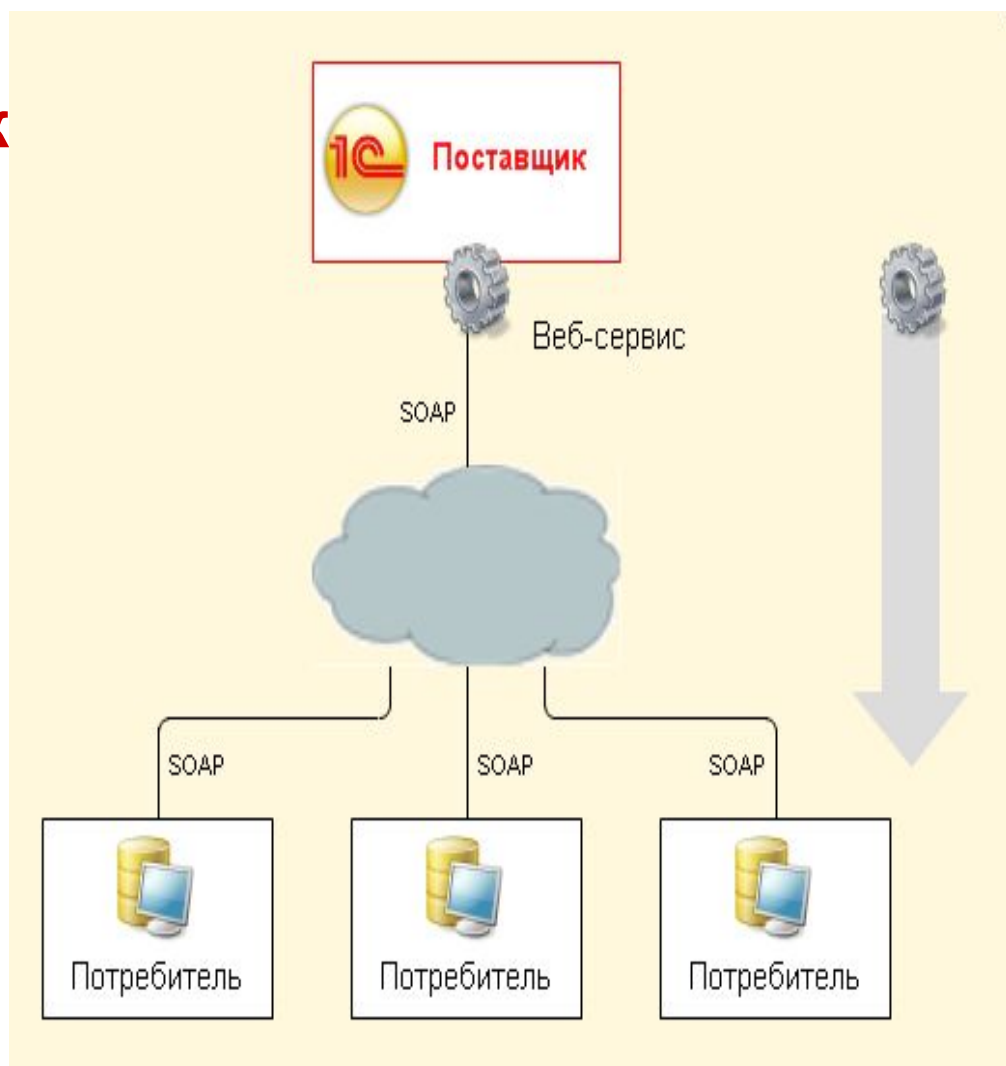 к
1С Поставщик
Веб-сервис
SOAP
SOAP SOAP SOAP
Потребитель Потребитель Потребитель